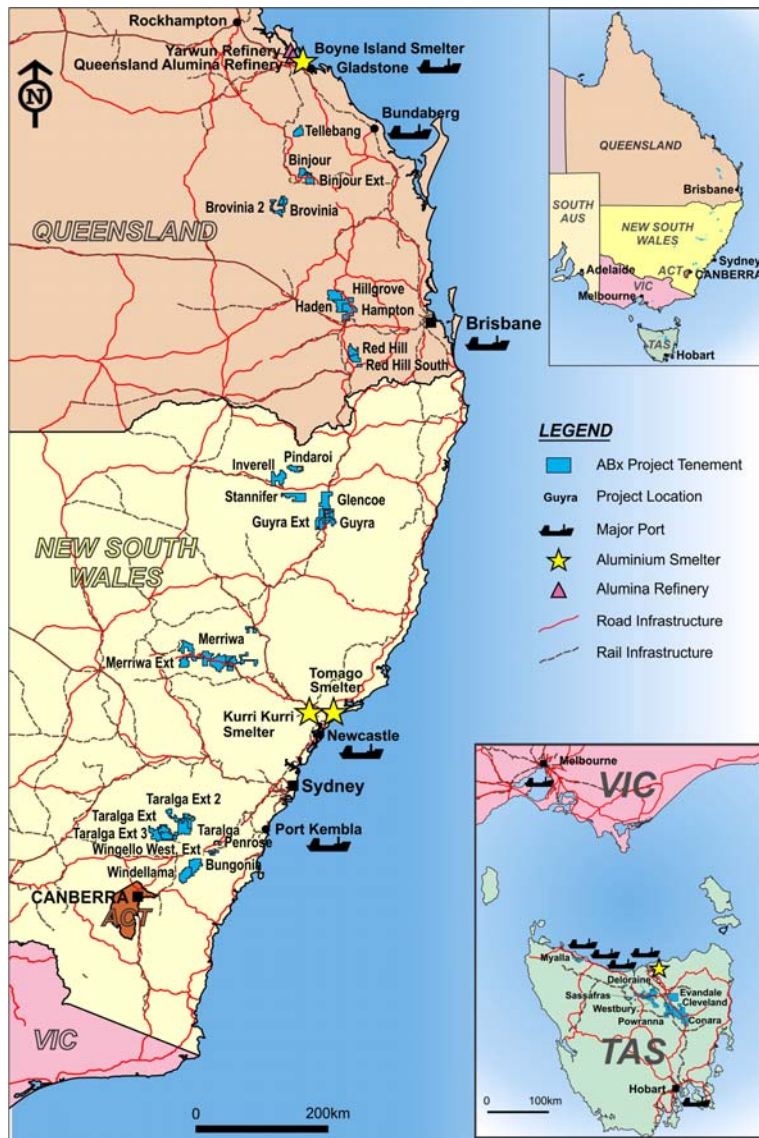 Rockhampton
Yarwun Refinery
Boyne Island Smelter
Queensland Alumina Refinery
Gladstone
N
Bundaberg
Tellebang
Binjour
Binjour Ext
Brovinia 2
Brovinia
QUEENSLAND
Hillgrove
Haden
Hampton
Brisbane
Red Hill
Red Hill South
Pindaroi
Inverell
Stannifer
Glencoe
Guyra Ext
Guyra
NEW SOUTH
WALES
Merriwa
Merriwa Ext
Tomago
Smelter
Kurri Kurri
Smelter
Newcastle
Sydney
Taralga Ext 2
Taralga Ext
Taralga Ext 3
Taralga
Port Kembla
Penrose
Wingello West, Ext
Bungonia
Windellama
CANBERRA
ACT
VIC
0
200km
QUEENSLAND
Brisbane
SOUTH
AUS
NEW SOUTH
WALES
Sydney
ACT
CANBERRA
Adelaide
VIC
Melbourne
TAS
Hobart
LEGEND
ABx Project Tenement
Guyra
Project Location
Major Port
Aluminium Smelter
Alumina Refinery
Road Infrastructure
Rail Infrastructure
Melbourne
VIC
Myalla
Deloraine
Sassafras
Evandale
Cleveland
Westbury
Powranna
Conara
TAS
Hobart
0
100km